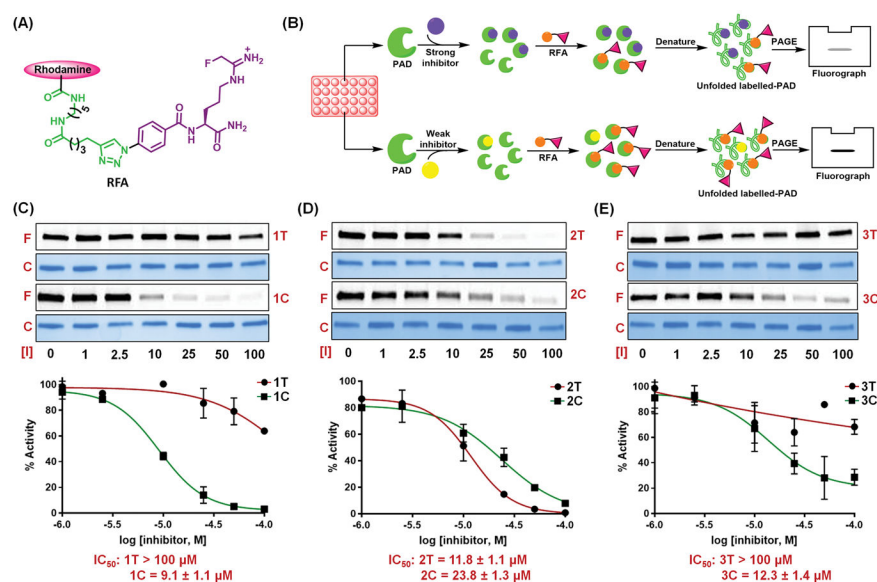 (A)
Rhodamine
O
NH
( )5
HN
O
( )3
N
N=N
O
N
H
O
NH2
HN
F
+
NH2
RFA
(B)
PAD
Strong
inhibitor
RFA
Denature
Unfolded labelled-PAD
PAGE
Fluorograph
PAD
Weak
inhibitor
RFA
Denature
Unfolded labelled-PAD
PAGE
Fluorograph
(C)
F 1T
C
F 1C
C
[I] 0 1 2.5 10 25 50 100
1T
1C
% Activity
100
80
60
40
20
0
-6.0 -5.5 -5.0 -4.5 -4.0
log [inhibitor, M]
IC50: 1T > 100 µM
1C = 9.1 ± 1.1 µM
(D)
F 2T
C
F 2C
C
0 1 2.5 10 25 50 100
2T
2C
% Activity
100
80
60
40
20
0
-6.0 -5.5 -5.0 -4.5 -4.0
log [inhibitor, M]
IC50: 2T = 11.8 ± 1.1 µM
2C = 23.8 ± 1.3 µM
(E)
F 3T
C
F 3C
C
0 1 2.5 10 25 50 100
3T
3C
% Activity
100
80
60
40
20
0
-6.0 -5.5 -5.0 -4.5 -4.0
log [inhibitor, M]
IC50: 3T > 100 µM
3C = 12.3 ± 1.4 µM